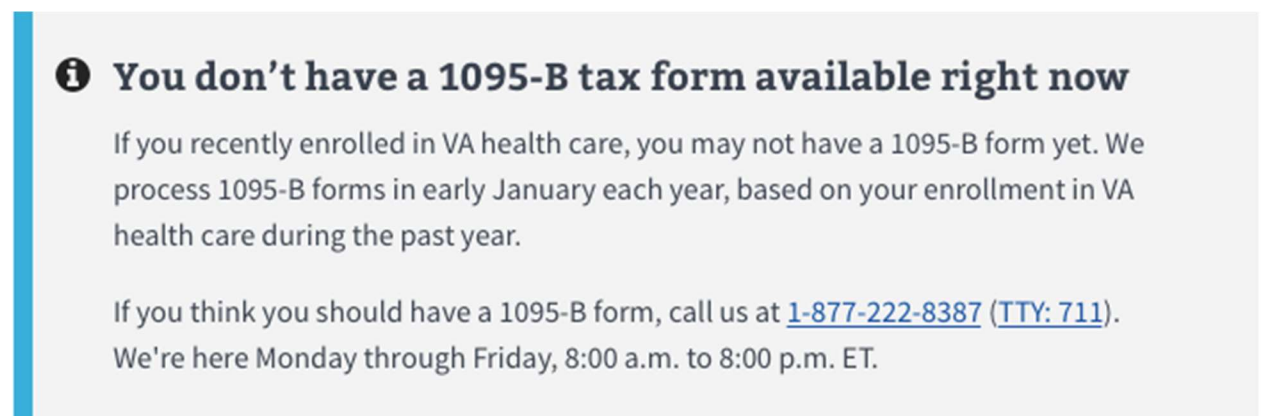 You don’t have a 1095-B tax form available right now
If you recently enrolled in VA health care, you may not have a 1095-B form yet. We
process 1095-B forms in early January each year, based on your enrollment in VA
health care during the past year.
If you think you should have a 1095-B form, call us at 1-877-222-8387 (TTY: 711).
We're here Monday through Friday, 8:00 a.m. to 8:00 p.m. ET.